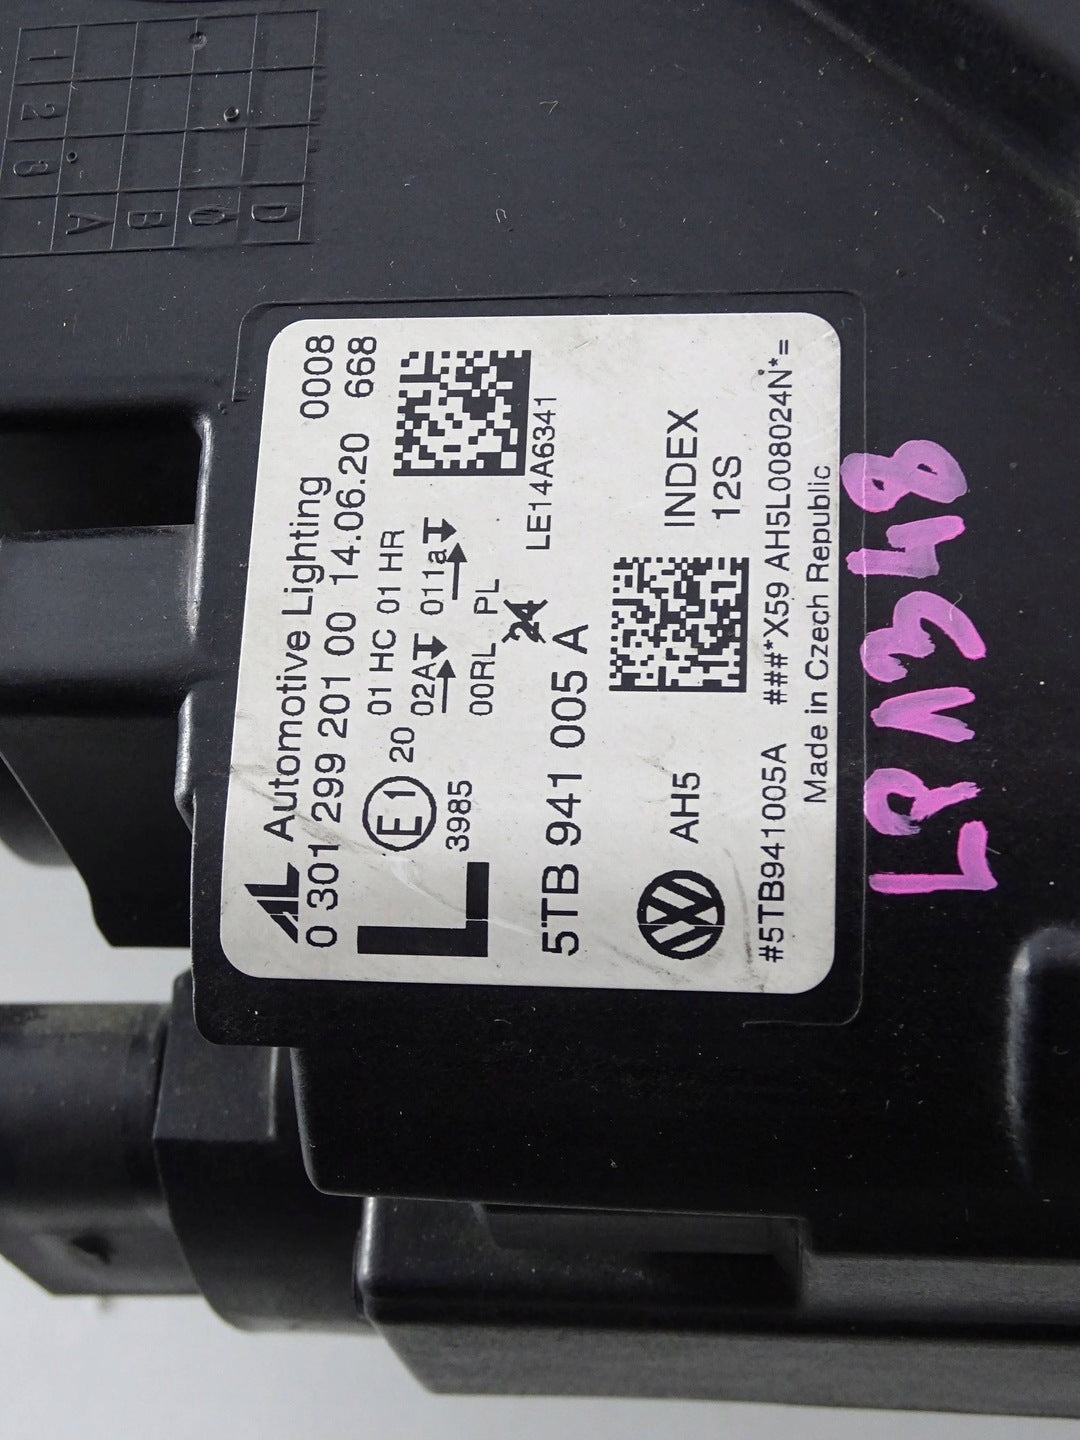 1 2 3
A B C D
AL Automotive Lighting 0008
0 301 299 201 00 14.06.20 668
E1 20 01 HC 01 HR
02A 011a
3985 00RL PL
24
L
LE14A6341
5TB 941 005 A
AH5 INDEX
12S
#5TB941005A ###*X59 AH5L008024N*=
Made in Czech Republic